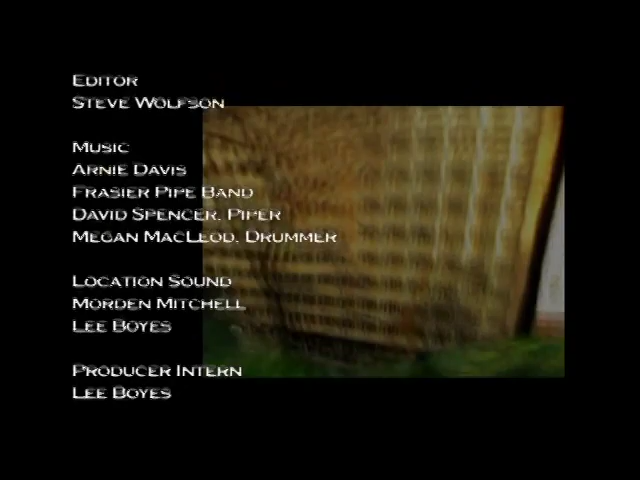 Editor
Steve Wolfson
Music
Arnie Davis
Frasier Pipe Band
David Spencer, Piper
Megan MacLeod, Drummer
Location Sound
Morden Mitchell
Lee Boyes
Producer Intern
Lee Boyes